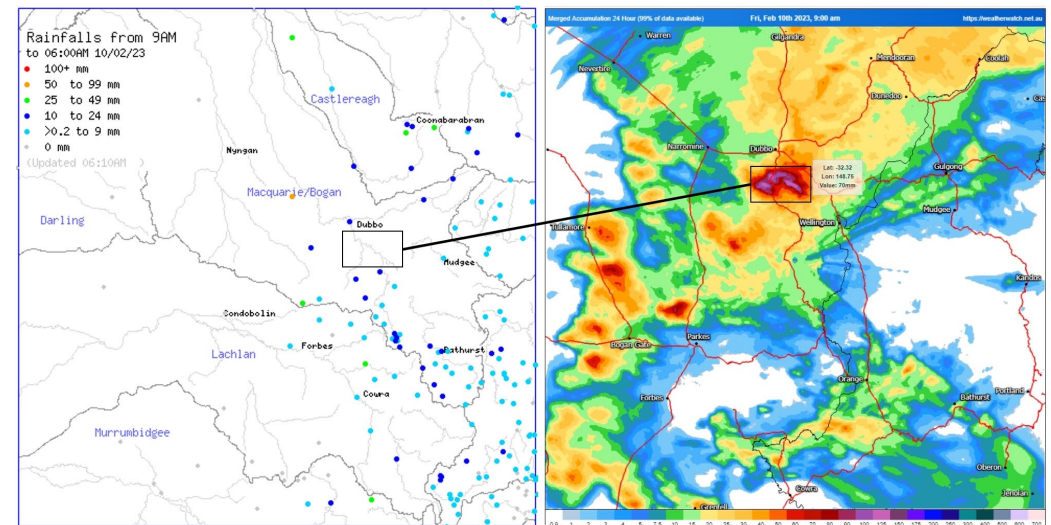 Rainfalls from 9AM
to 06:00AM 10/02/23
100+ mm
50 to 99 mm
25 to 49 mm
10 to 24 mm
>0.2 to 9 mm
0 mm
(Updated 06:10AM )
Castlereagh
Coonabarabran
Nyngan
Macquarie/Bogan
Darling
Dubbo
Mudgee
Condobolin
Forbes
Lachlan
Bathurst
Cowra
Murrumbidgee
Merged Accumulation 24 Hour (99% of data available) Fri, Feb 10th 2023, 9:00 am https://weatherwatch.net.au
Warren
Gilgandra
Mendooran
Coolah
Nevertire
Dunedoo
Narromine
Dubbo
Gulgong
Lat: -32.32
Lon: 148.75
Value: 70mm
Mudgee
Wellington
Tullamore
Kandos
Parkes
Bogan Gate
Orange
Forbes
Bathurst
Portland
Oberon
Cowra
Jenolan
Grenfell